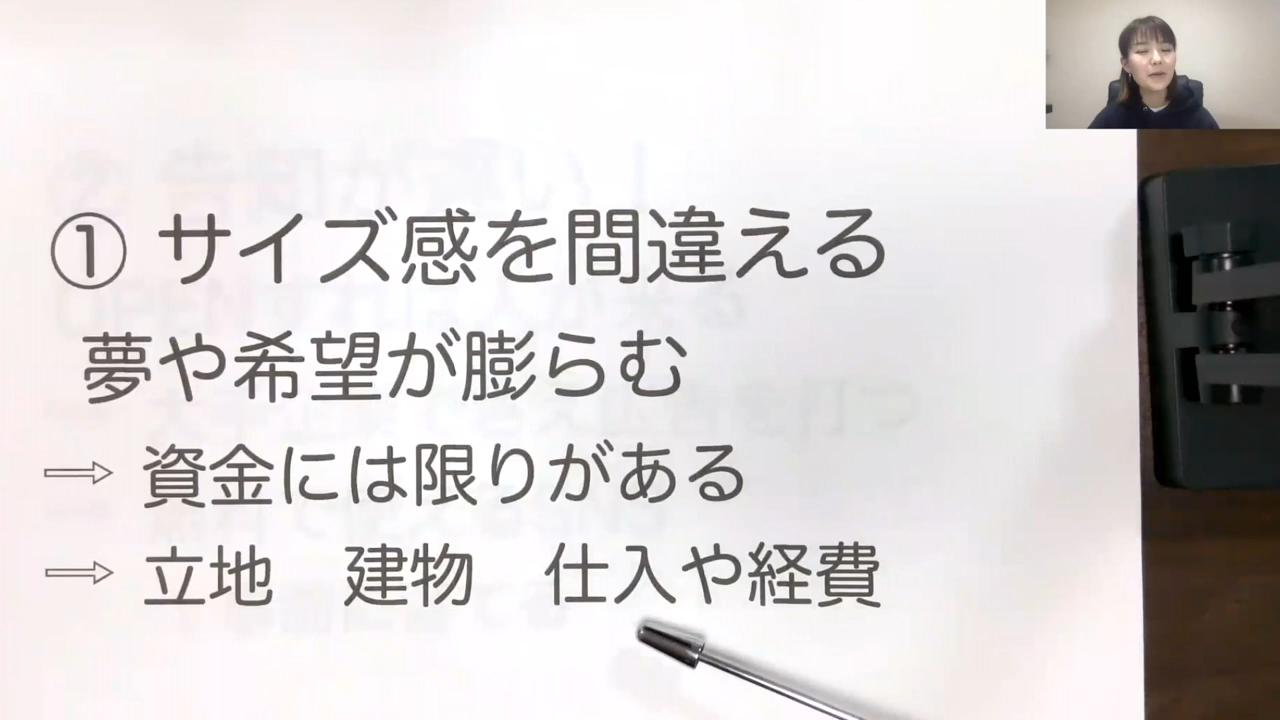 ① サイズ感を間違える
夢や希望が膨らむ
⇒ 資金には限りがある
⇒ 立地　建物　仕入や経費